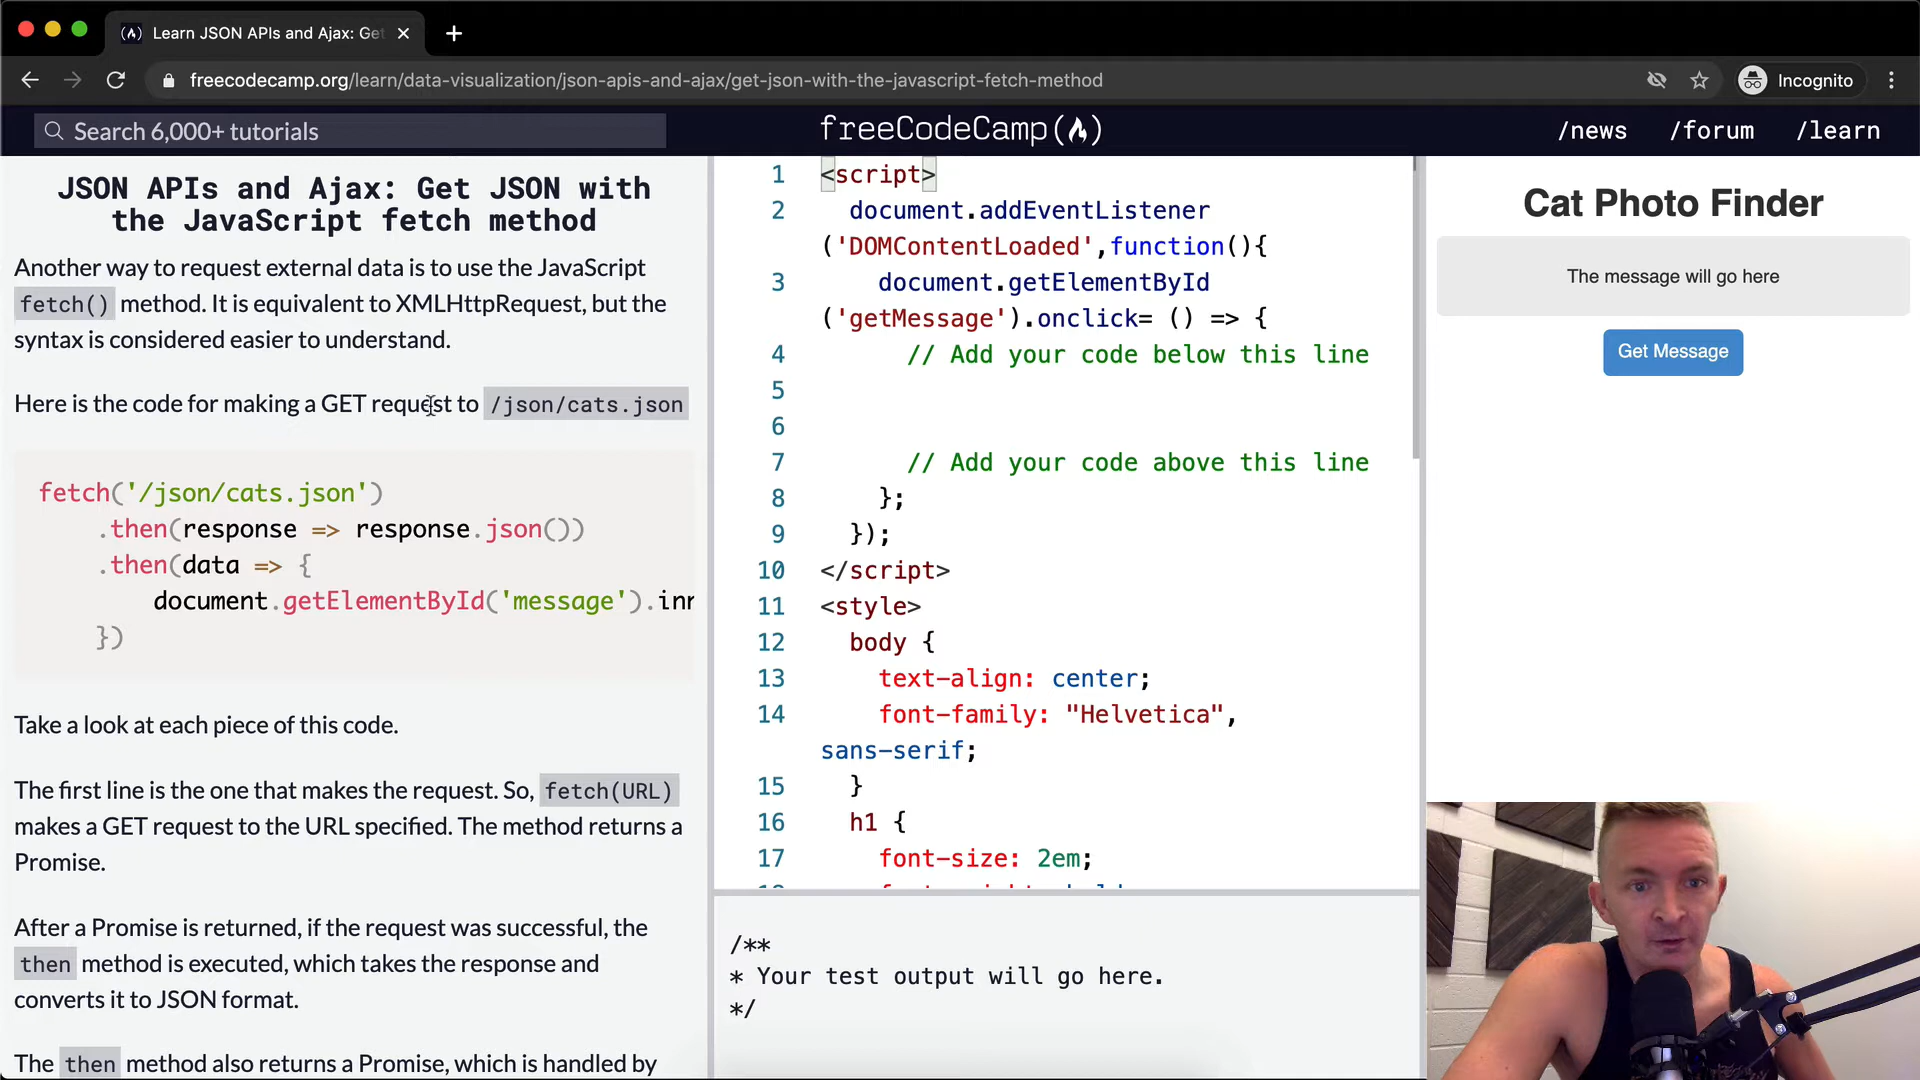 Learn JSON APIs and Ajax: Get
freecodecamp.org/learn/data-visualization/json-apis-and-ajax/get-json-with-the-javascript-fetch-method
Incognito
Search 6,000+ tutorials
freeCodeCamp
/news
/forum
/learn
JSON APIs and Ajax: Get JSON with
the JavaScript fetch method
Another way to request external data is to use the JavaScript
fetch() method. It is equivalent to XMLHttpRequest, but the
syntax is considered easier to understand.
Here is the code for making a GET request to /json/cats.json
fetch('/json/cats.json')
.then(response => response.json())
.then(data => {
document.getElementById('message').inr
})
Take a look at each piece of this code.
The first line is the one that makes the request. So, fetch(URL)
makes a GET request to the URL specified. The method returns a
Promise.
After a Promise is returned, if the request was successful, the
then method is executed, which takes the response and
converts it to JSON format.
The then method also returns a Promise, which is handled by
1 <script>
2 document.addEventListener
('DOMContentLoaded',function(){
3 document.getElementById
('getMessage').onclick= () => {
4 // Add your code below this line
5
6
7 // Add your code above this line
8 };
9 });
10 </script>
11 <style>
12 body {
13 text-align: center;
14 font-family: "Helvetica",
sans-serif;
15 }
16 h1 {
17 font-size: 2em;
/**
* Your test output will go here.
*/
Cat Photo Finder
The message will go here
Get Message